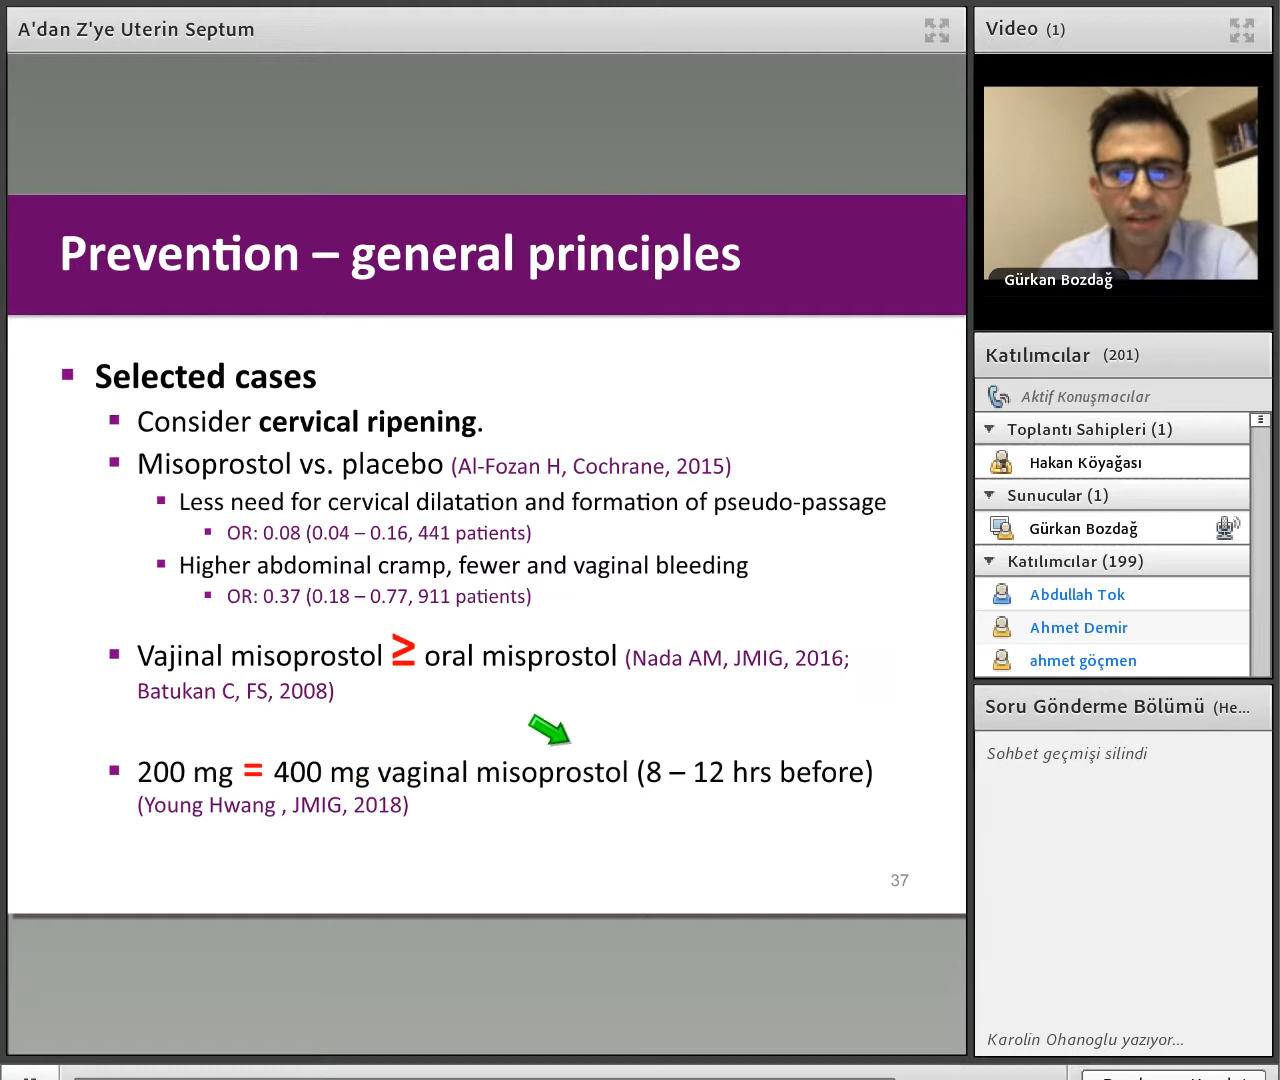 A'dan Z'ye Uterin Septum
Prevention – general principles
Selected cases
Consider cervical ripening.
Misoprostol vs. placebo (Al-Fozan H, Cochrane, 2015)
Less need for cervical dilatation and formation of pseudo-passage
OR: 0.08 (0.04 – 0.16, 441 patients)
Higher abdominal cramp, fewer and vaginal bleeding
OR: 0.37 (0.18 – 0.77, 911 patients)
Vajinal misoprostol ≥ oral misprostol (Nada AM, JMIG, 2016;
Batukan C, FS, 2008)
200 mg = 400 mg vaginal misoprostol (8 – 12 hrs before)
(Young Hwang , JMIG, 2018)
37
Video (1)
Gürkan Bozdağ
Katılımcılar (201)
Aktif Konuşmacılar
Toplantı Sahipleri (1)
Hakan Köyağası
Sunucular (1)
Gürkan Bozdağ
Katılımcılar (199)
Abdullah Tok
Ahmet Demir
ahmet göçmen
Soru Gönderme Bölümü (He...
Sohbet geçmişi silindi
Karolin Ohanoglu yazıyor...